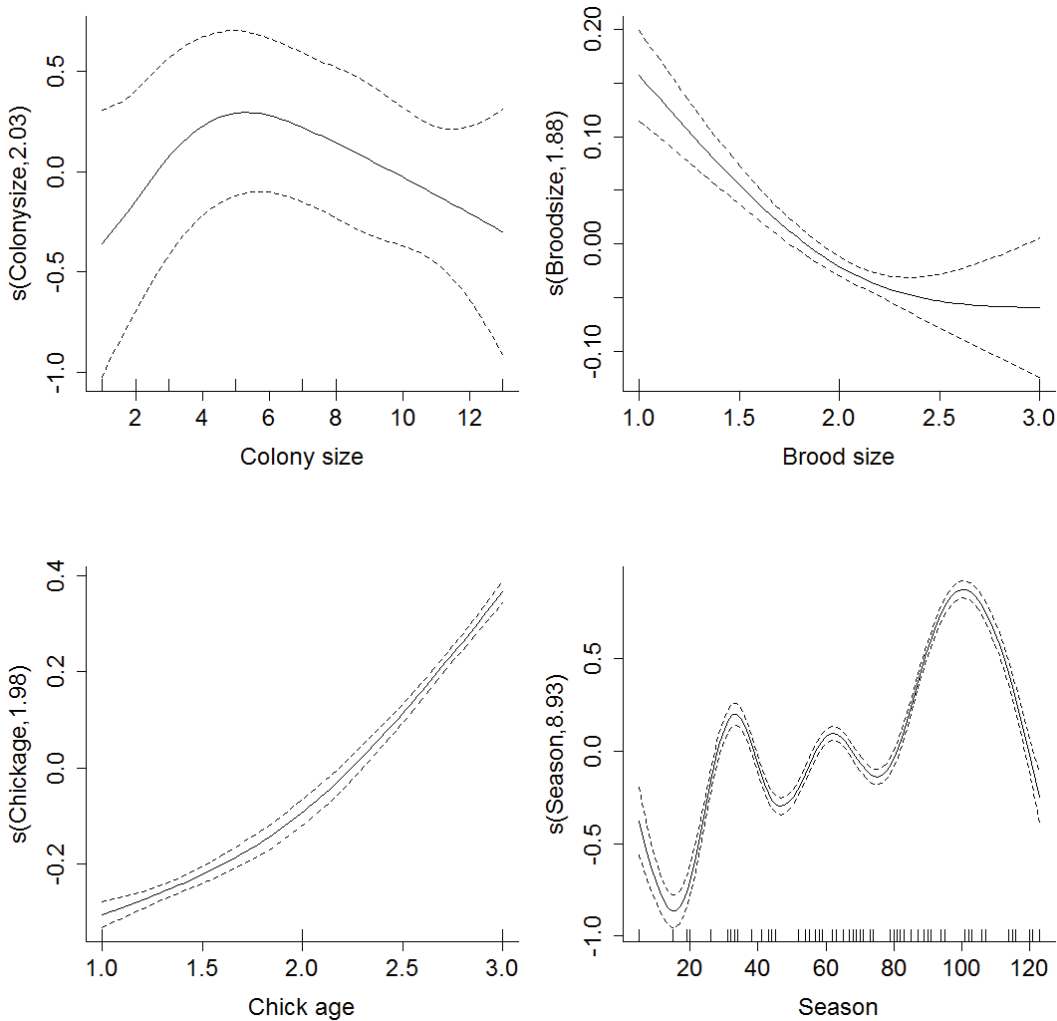 s(Colonysize,2.03)
0.5
0.0
-0.5
-1.0
2 4 6 8 10 12
Colony size
s(Broodsize,1.88)
0.20
0.10
0.00
-0.10
1.0 1.5 2.0 2.5 3.0
Brood size
s(Chickage,1.98)
0.4
0.2
0.0
-0.2
1.0 1.5 2.0 2.5 3.0
Chick age
s(Season,8.93)
0.5
0.0
-0.5
-1.0
20 40 60 80 100 120
Season